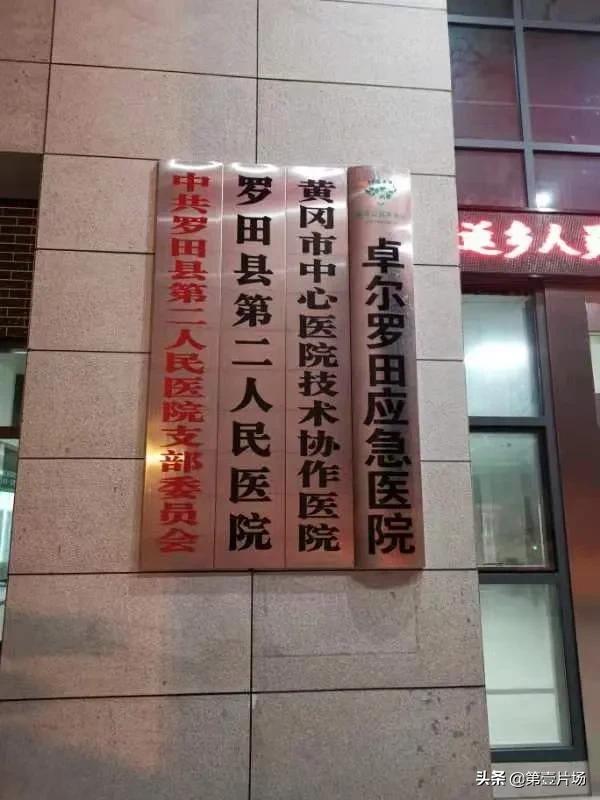 中共罗田县第二人民医院支部委员会
罗田县第二人民医院
黄冈市中心医院技术协作医院
卓尔罗田应急医院
返乡人员
头条 @第壹片场